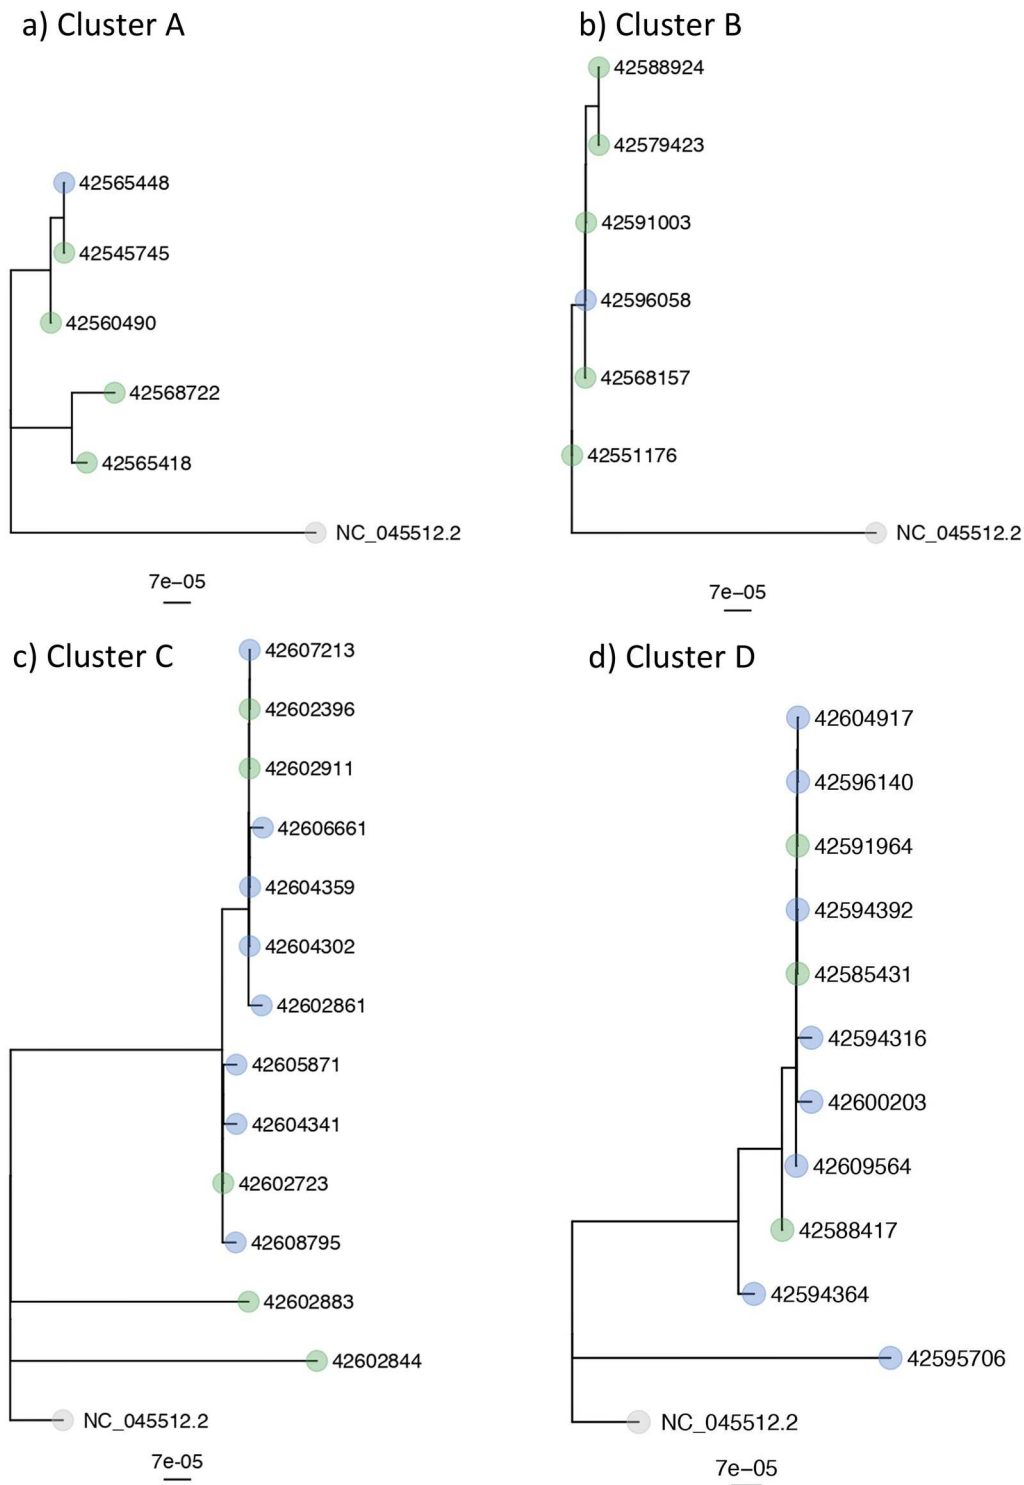 a) Cluster A
42565448
42545745
42560490
42568722
42565418
NC_045512.2
7e−05
b) Cluster B
42588924
42579423
42591003
42596058
42568157
42551176
NC_045512.2
7e−05
c) Cluster C
42607213
42602396
42602911
42606661
42604359
42604302
42602861
42605871
42604341
42602723
42608795
42602883
42602844
NC_045512.2
7e-05
d) Cluster D
42604917
42596140
42591964
42594392
42585431
42594316
42600203
42609564
42588417
42594364
42595706
NC_045512.2
7e−05